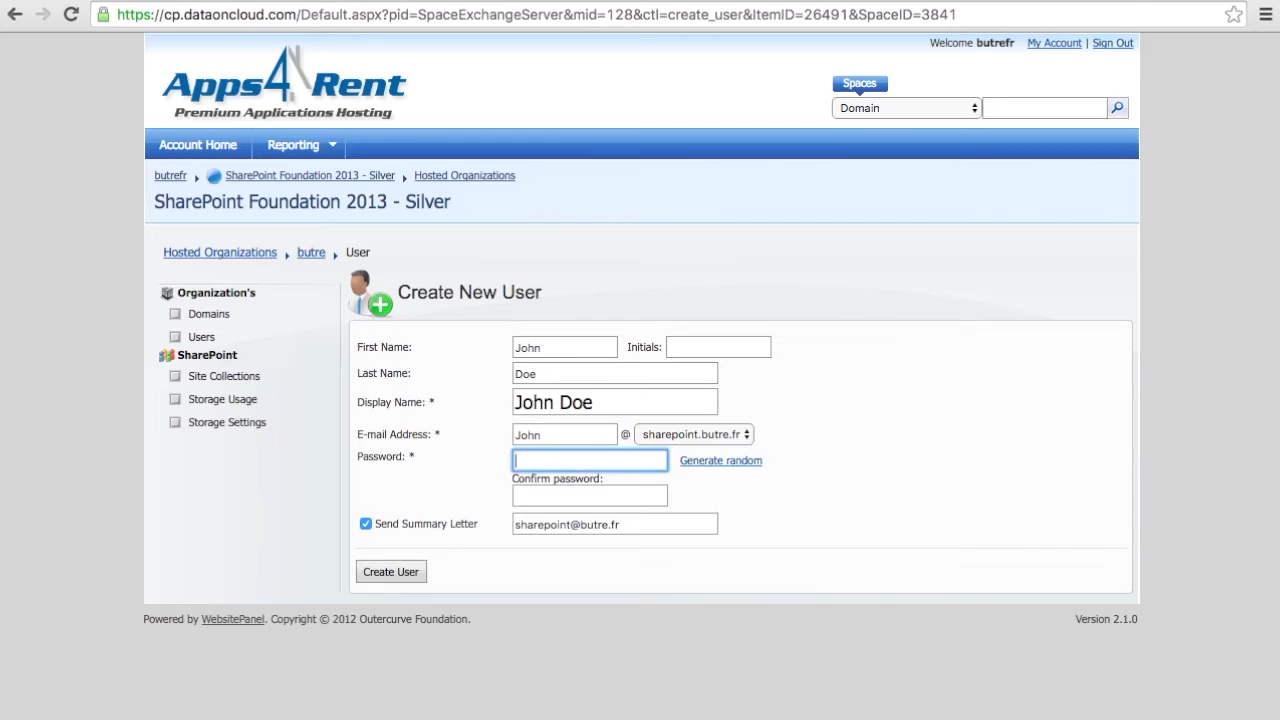 https://cp.dataoncloud.com/Default.aspx?pid=SpaceExchangeServer&mid=128&ctl=create_user&ItemID=26491&SpaceID=3841
Welcome butrefr My Account | Sign Out
Apps4Rent
Premium Applications Hosting
Spaces
Domain
Account Home Reporting
butrefr SharePoint Foundation 2013 - Silver Hosted Organizations
SharePoint Foundation 2013 - Silver
Hosted Organizations butre User
Organization's
Domains
Users
SharePoint
Site Collections
Storage Usage
Storage Settings
Create New User
First Name: John Initials:
Last Name: Doe
Display Name: * John Doe
E-mail Address: * John @ sharepoint.butre.fr
Password: * Generate random
Confirm password:
Send Summary Letter sharepoint@butre.fr
Create User
Powered by WebsitePanel. Copyright © 2012 Outercurve Foundation. Version 2.1.0